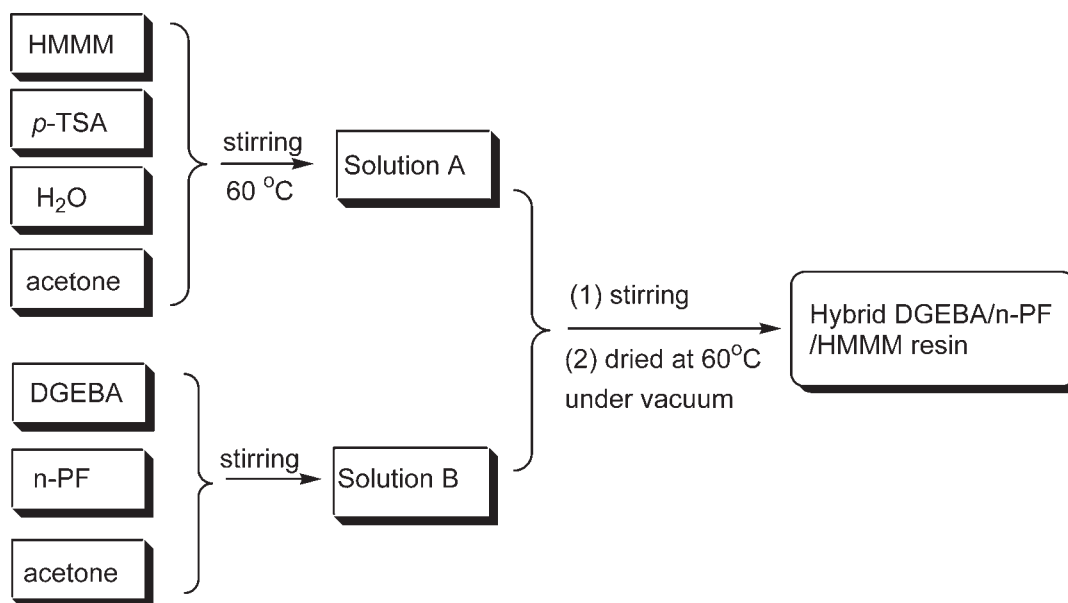 HMMM
p-TSA
H₂O
acetone
stirring
60 °C
Solution A
DGEBA
n-PF
acetone
stirring
Solution B
(1) stirring
(2) dried at 60°C
under vacuum
Hybrid DGEBA/n-PF
/HMMM resin